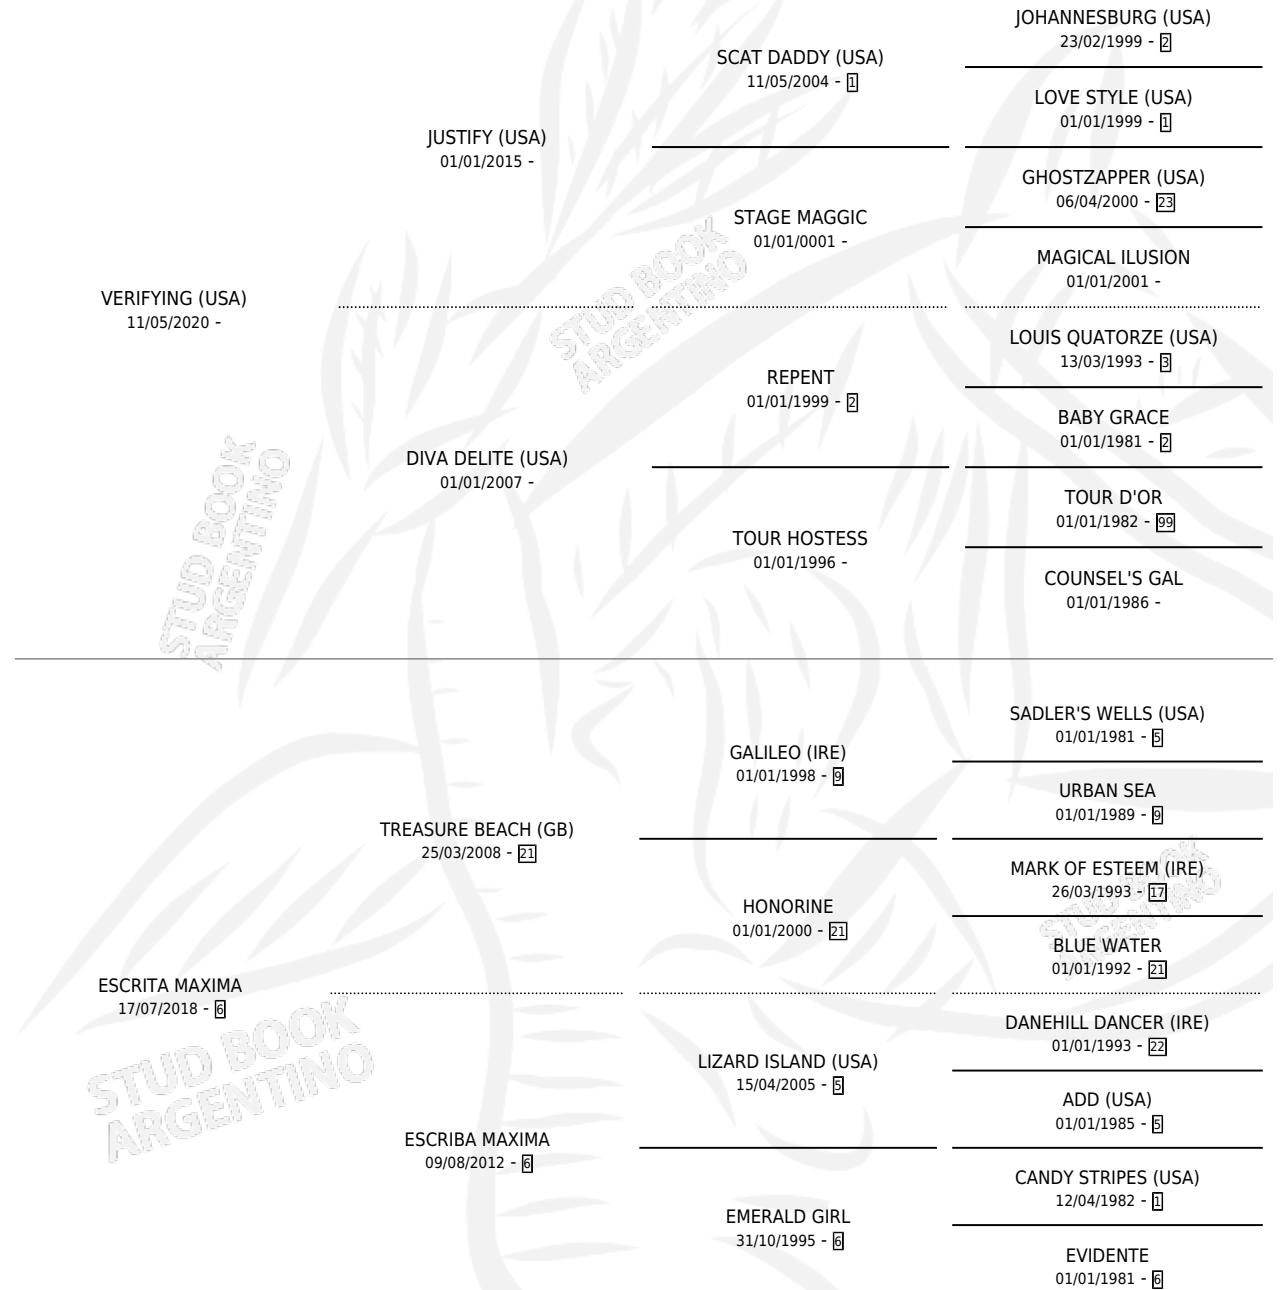 JOHANNESBURG (USA)
23/02/1999 - 2
SCAT DADDY (USA)
11/05/2004 - 1
LOVE STYLE (USA)
01/01/1999 - 1
JUSTIFY (USA)
01/01/2015 -
GHOSTZAPPER (USA)
06/04/2000 - 23
STAGE MAGGIC
01/01/0001 -
MAGICAL ILUSION
01/01/2001 -
VERIFYING (USA)
11/05/2020 -
LOUIS QUATORZE (USA)
13/03/1993 - 3
REPENT
01/01/1999 - 2
BABY GRACE
01/01/1981 - 2
DIVA DELITE (USA)
01/01/2007 -
TOUR D'OR
01/01/1982 - 99
TOUR HOSTESS
01/01/1996 -
COUNSEL'S GAL
01/01/1986 -
STUD BOOK
ARGENTINO
STUD BOOK
ARGENTINO
SADLER'S WELLS (USA)
01/01/1981 - 5
GALILEO (IRE)
01/01/1998 - 9
URBAN SEA
01/01/1989 - 9
TREASURE BEACH (GB)
25/03/2008 - 21
MARK OF ESTEEM (IRE)
26/03/1993 - 17
HONORINE
01/01/2000 - 21
BLUE WATER
01/01/1992 - 21
ESCRITA MAXIMA
17/07/2018 - 6
DANEHILL DANCER (IRE)
01/01/1993 - 22
LIZARD ISLAND (USA)
15/04/2005 - 5
ADD (USA)
01/01/1985 - 5
ESCRIBA MAXIMA
09/08/2012 - 6
CANDY STRIPES (USA)
12/04/1982 - 1
EMERALD GIRL
31/10/1995 - 6
EVIDENTE
01/01/1981 - 6
STUD BOOK
ARGENTINO
STUD BOOK
ARGENTINO